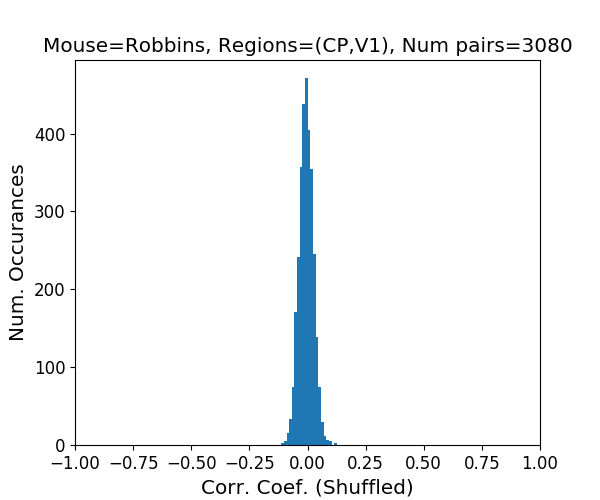 Mouse=Robbins, Regions=(CP,V1), Num pairs=3080
Num. Occurances
400
300
200
100
0
−1.00 −0.75 −0.50 −0.25 0.00 0.25 0.50 0.75 1.00
Corr. Coef. (Shuffled)